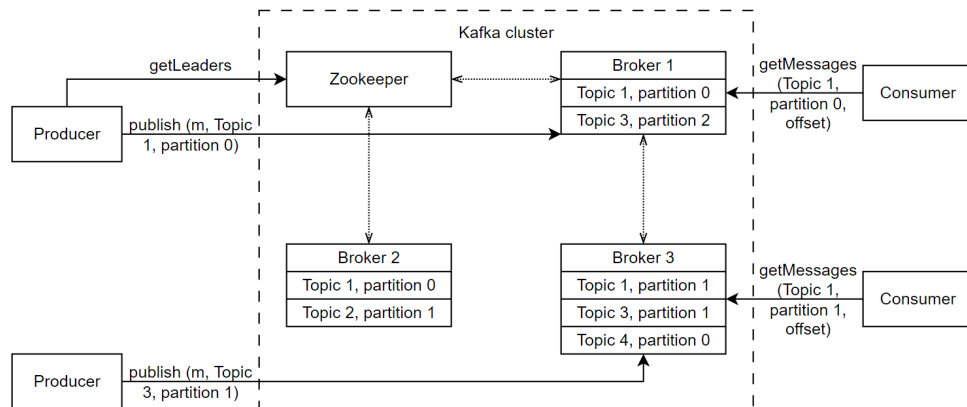 Kafka cluster
getLeaders
Zookeeper
Broker 1
Topic 1, partition 0
Topic 3, partition 2
getMessages
(Topic 1,
partition 0,
offset)
Consumer
Producer
publish (m, Topic
1, partition 0)
Broker 2
Topic 1, partition 0
Topic 2, partition 1
Broker 3
Topic 1, partition 1
Topic 3, partition 1
Topic 4, partition 0
getMessages
(Topic 1,
partition 1,
offset)
Consumer
Producer
publish (m, Topic
3, partition 1)